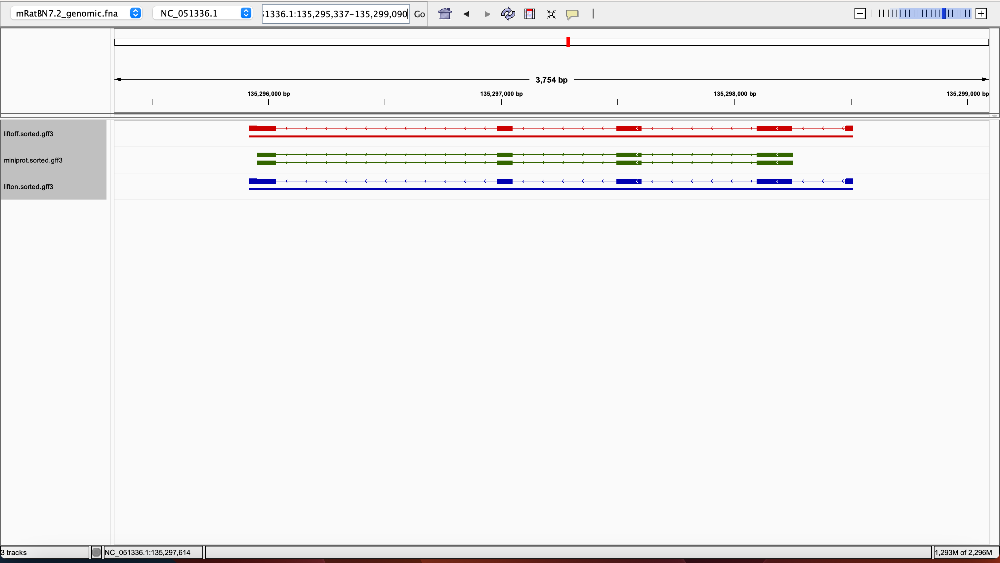 mRatBN7.2_genomic.fna NC_051336.1 1336.1:135,295,337-135,299,090 Go
3,754 bp
135,296,000 bp 135,297,000 bp 135,298,000 bp 135,299,000 bp
liftoff.sorted.gff3
miniprot.sorted.gff3
lifton.sorted.gff3
3 tracks NC_051336.1:135,297,614 1,293M of 2,296M